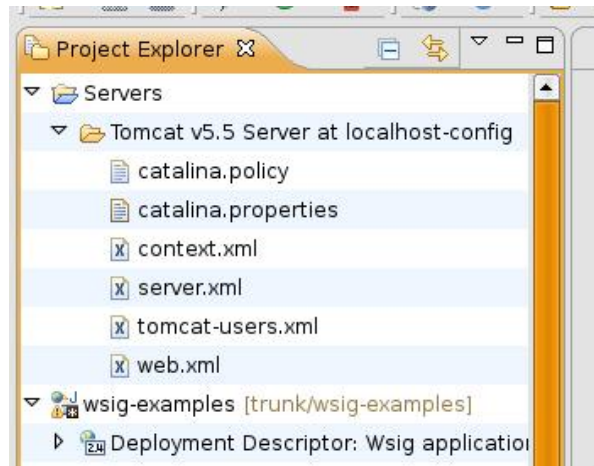 Project Explorer
Servers
Tomcat v5.5 Server at localhost-config
catalina.policy
catalina.properties
context.xml
server.xml
tomcat-users.xml
web.xml
wsig-examples [trunk/wsig-examples]
Deployment Descriptor: Wsig applicatio